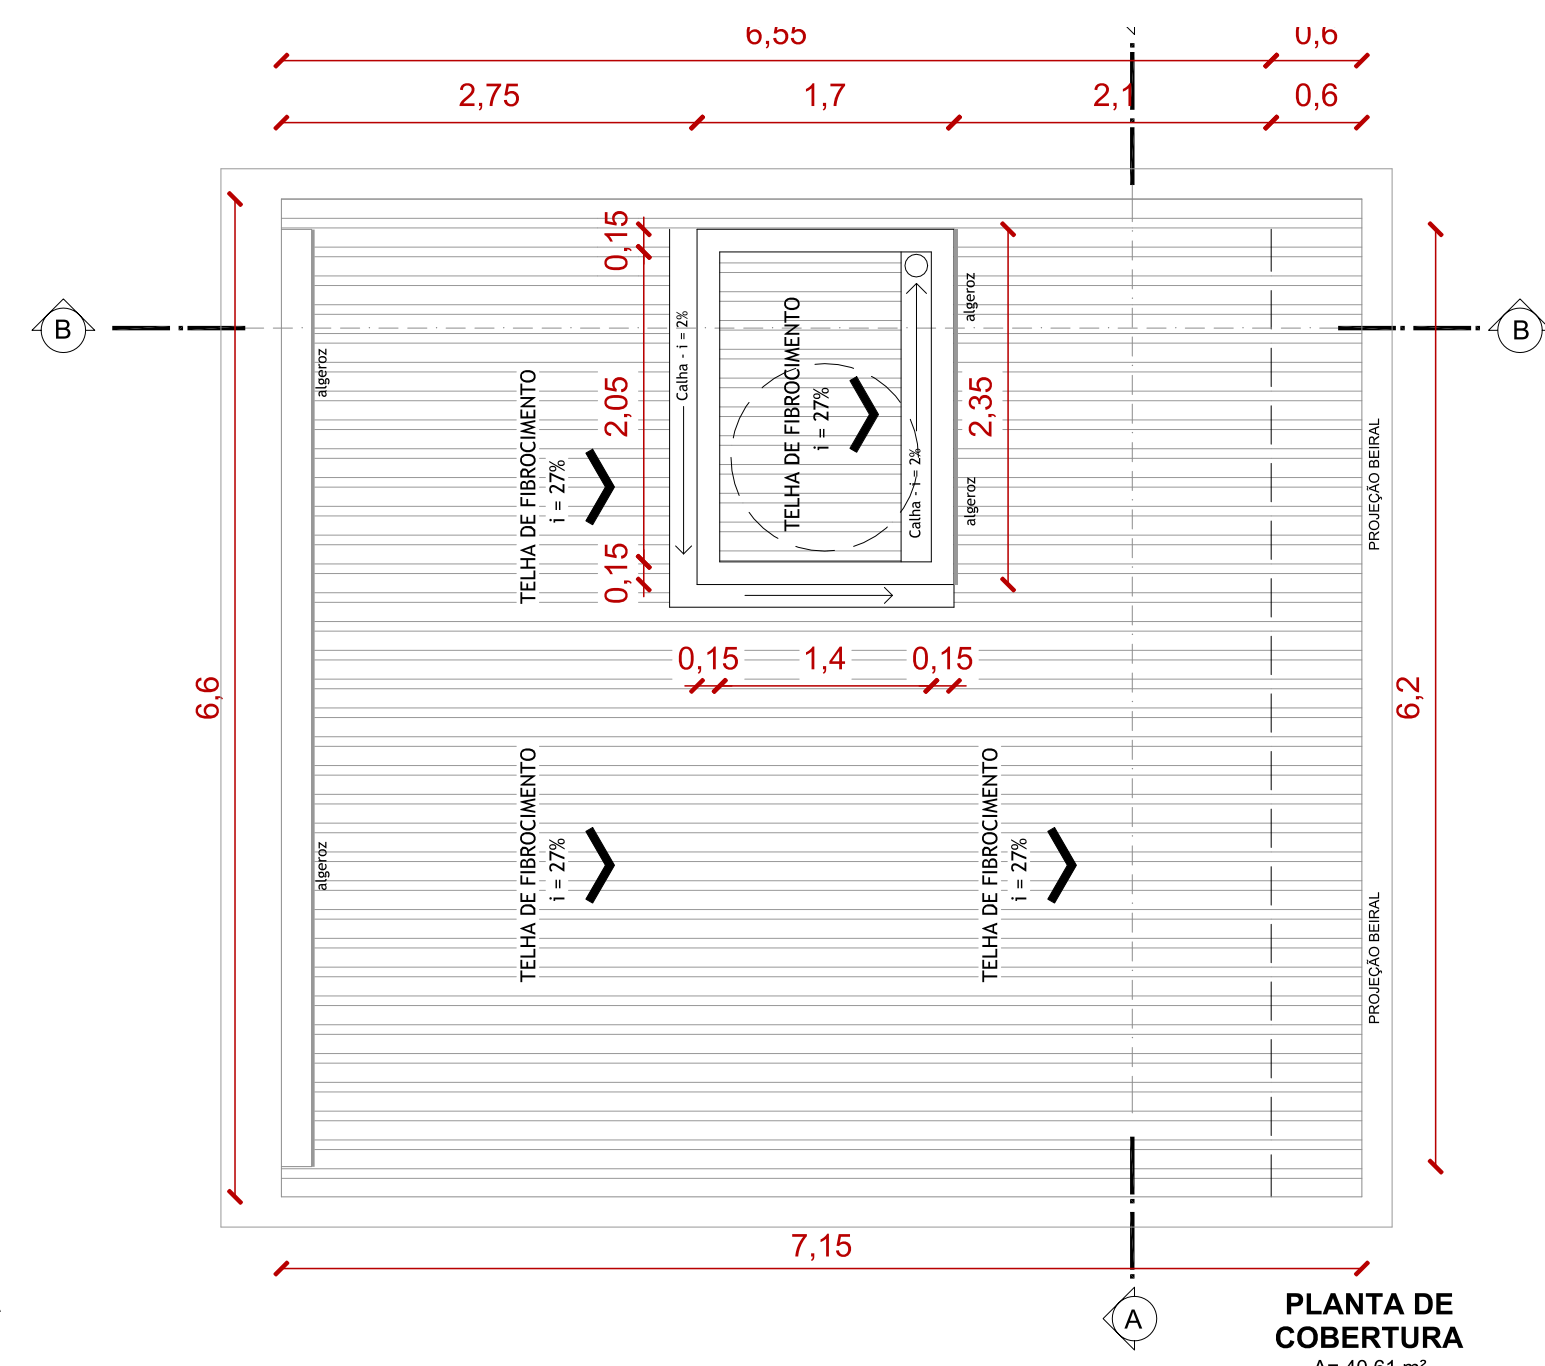 6,55
0,6
2,75
1,7
2,1
0,6
0,15
2,05
0,15
2,35
6,6
6,2
B
B
algeroz
algeroz
algeroz
algeroz
Calha - i = 2%
Calha - i = 2%
TELHA DE FIBROCIMENTO
i = 27%
TELHA DE FIBROCIMENTO
i = 27%
PROJEÇÃO BEIRAL
0,15
1,4
0,15
TELHA DE FIBROCIMENTO
i = 27%
TELHA DE FIBROCIMENTO
i = 27%
PROJEÇÃO BEIRAL
7,15
A
PLANTA DE
COBERTURA
A= 40,61 m²